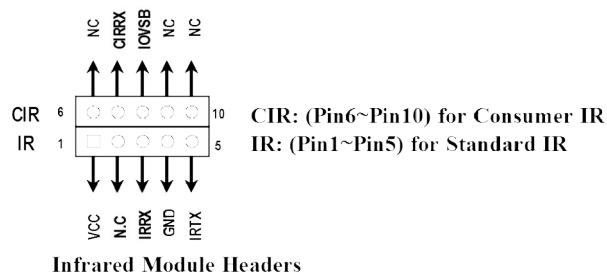 NC CIRRX IOVSB NC NC
CIR 6 10 CIR: (Pin6~Pin10) for Consumer IR
IR 1 5 IR: (Pin1~Pin5) for Standard IR
VCC N.C IRRX GND IRTX
Infrared Module Headers